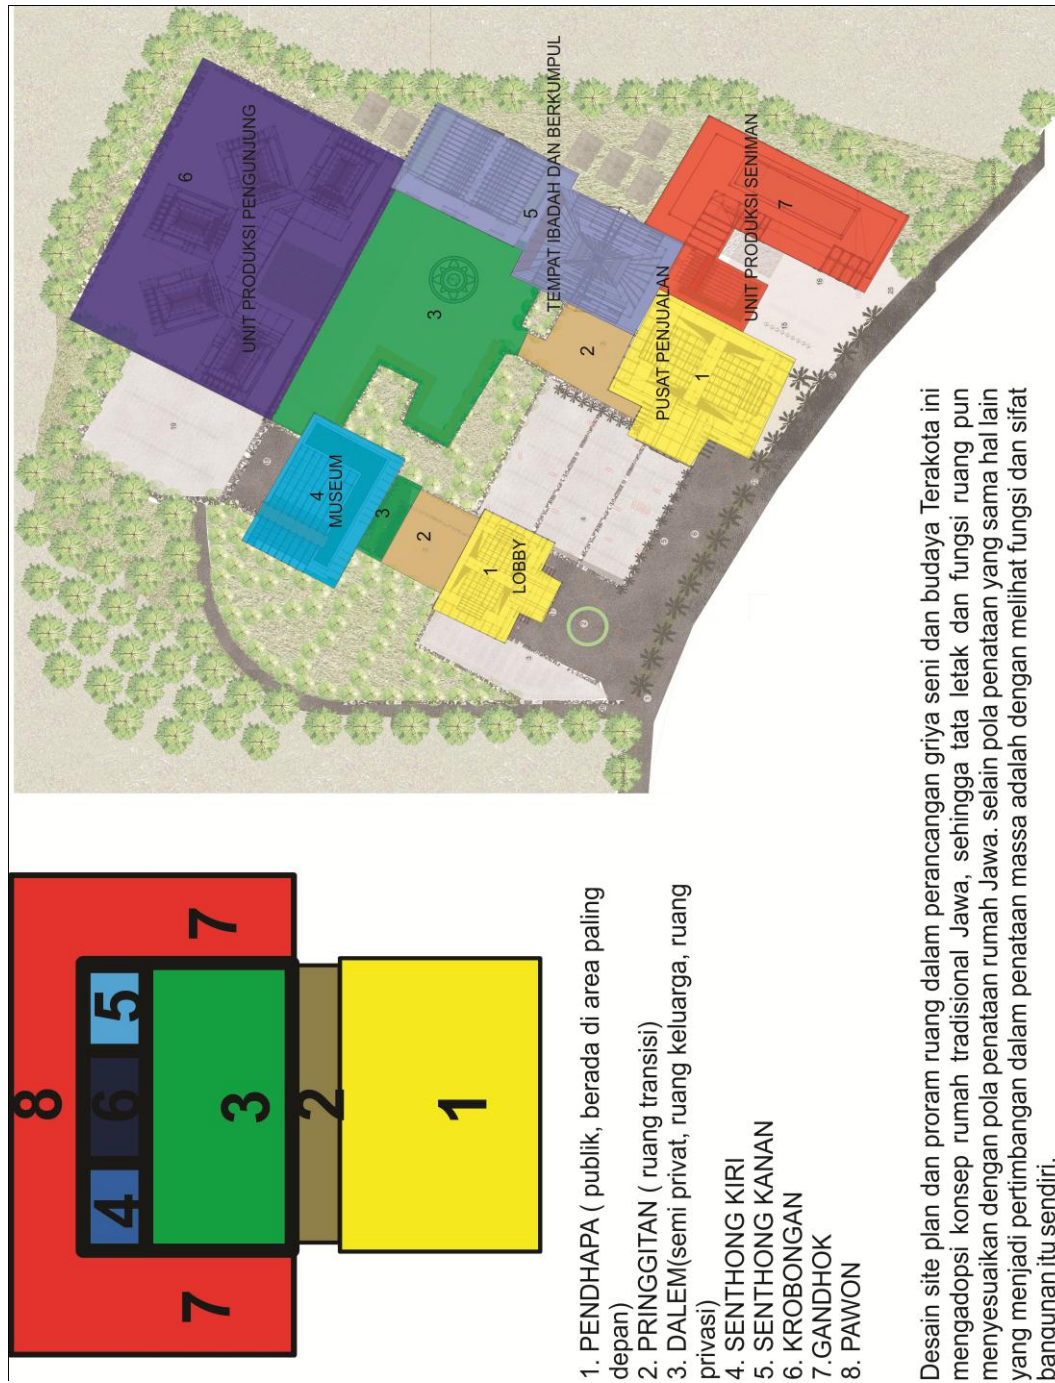 8
7
4
6
5
7
3
2
1
1. PENDHAPA ( publik, berada di area paling
depan)
2. PRINGGITAN ( ruang transisi)
3. DALEM(semi privat, ruang keluarga, ruang
privasi)
4. SENTHONG KIRI
5. SENTHONG KANAN
6. KROBONGAN
7.GANDHOK
8. PAWON
6
UNIT PRODUKSI PENGUNJUNG
3
5
TEMPAT IBADAH DAN BERKUMPUL
4
MUSEUM
3
2
2
1
LOBBY
PUSAT PENJUALAN
1
UNIT PRODUKSI SENIMAN
7
Desain site plan dan proram ruang dalam perancangan griya seni dan budaya Terakota ini
mengadopsi konsep rumah tradisional Jawa, sehingga tata letak dan fungsi ruang pun
menyesuaikan dengan pola penataan rumah Jawa. selain pola penataan yang sama hal lain
yang menjadi pertimbangan dalam penataan massa adalah dengan melihat fungsi dan sifat
bangunan itu sendiri.